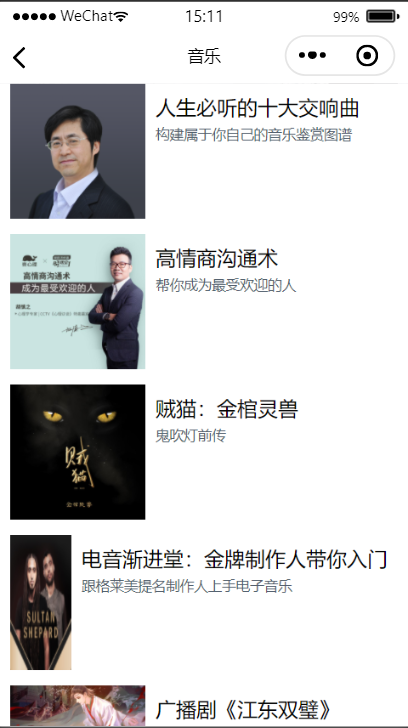 WeChat
15:11
99%
音乐
人生必听的十大交响曲
构建属于你自己的音乐鉴赏图谱
高情商沟通术
成为最受欢迎的人
高情商沟通术
帮你成为最受欢迎的人
贼猫
贼猫：金棺灵兽
鬼吹灯前传
SULTAN
SHEPARD
电音渐进堂：金牌制作人带你入门
跟格莱美提名制作人上手电子音乐
广播剧《江东双璧》